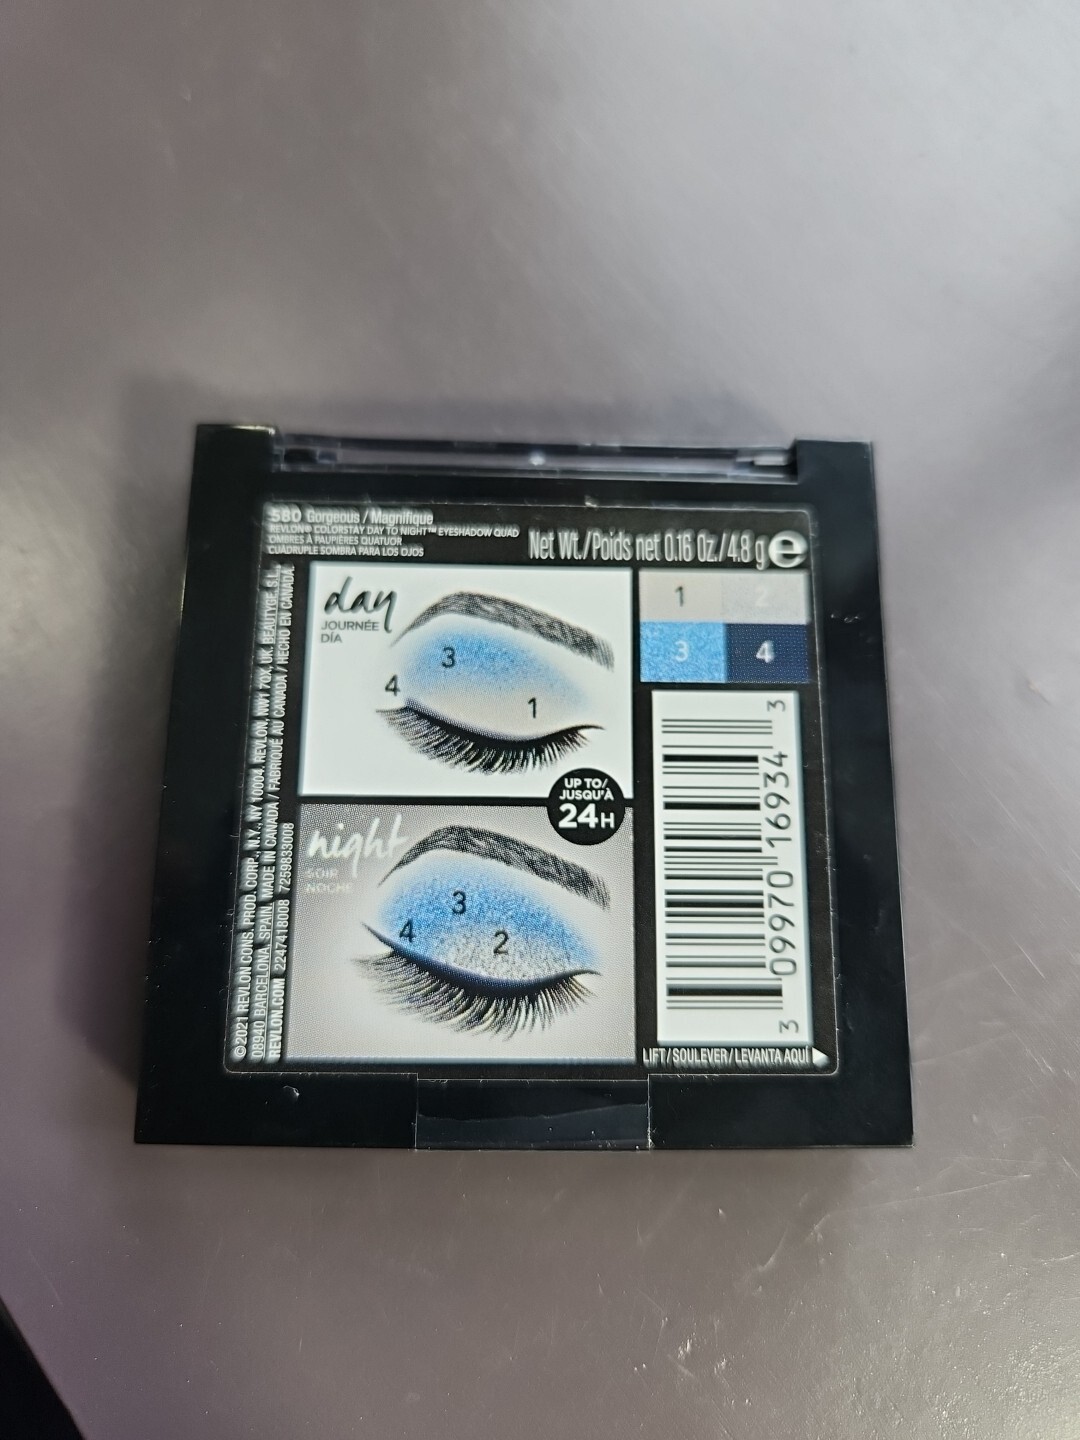 580 Gorgeous / Magnifique
REVLON® COLORSTAY DAY TO NIGHT™ EYESHADOW QUAD
OMBRES À PAUPIÈRES QUATUOR
CUÁDRUPLE SOMBRA PARA LOS OJOS
Net Wt./Poids net 0.16 Oz./4.8 g e
day
JOURNÉE
DÍA
3
4
1
1
2
3
4
UP TO/
JUSQU'À
24H
night
SOIR
NOCHE
3
4
2
3 09970 16934 3
LIFT/SOULEVER/LEVANTA AQUÍ
©2021 REVLON CONS. PROD. CORP., N.Y., NY 10004, REVLON, NW1 7QX, UK. BEAUTYGE, S.L.,
08940 BARCELONA, SPAIN. MADE IN CANADA / FABRIQUÉ AU CANADA / HECHO EN CANADA.
REVLON.COM 2247418008 7259833008